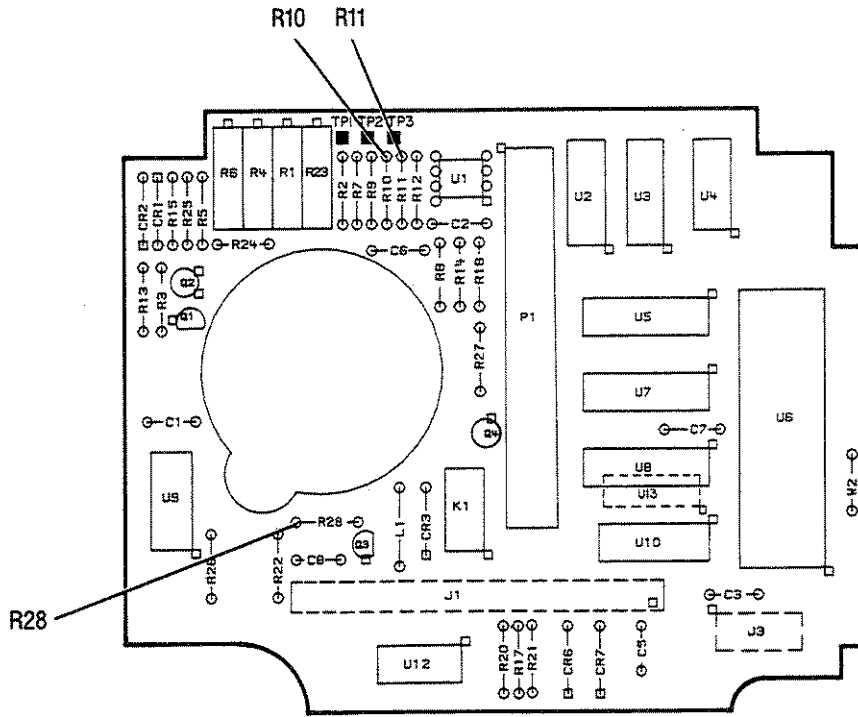 R10 R11
TP1 TP2 TP3
R6 R4 R1 R23 R2 R7 R9 R10 R11 R12 U1 U2 U3 U4
CR2 CR1 R15 R25 R5
C2
R24 C6
R8 R14 R18
R13 R3 Q2
Q1 P1 U5
R27
U7 U6
C1 Q4 C7
U9 U8
U13 W2
R28 L1 CR3 K1
Q3 U10
R26 R22 C8
J1 C3
R28
J3
U12 R20 R17 R21 CR6 CR7 C5